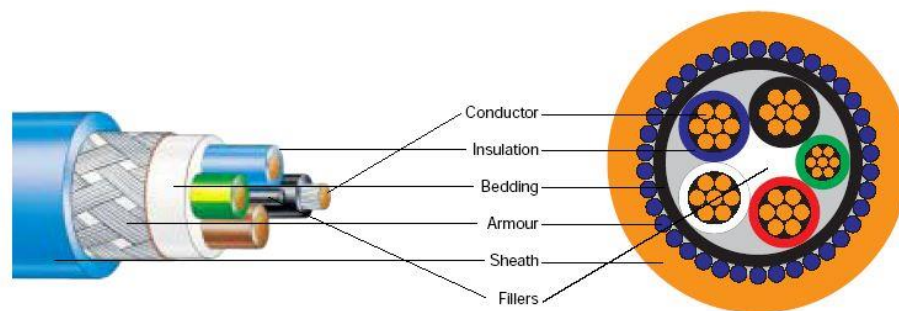 Conductor
Insulation
Bedding
Armour
Sheath
Fillers